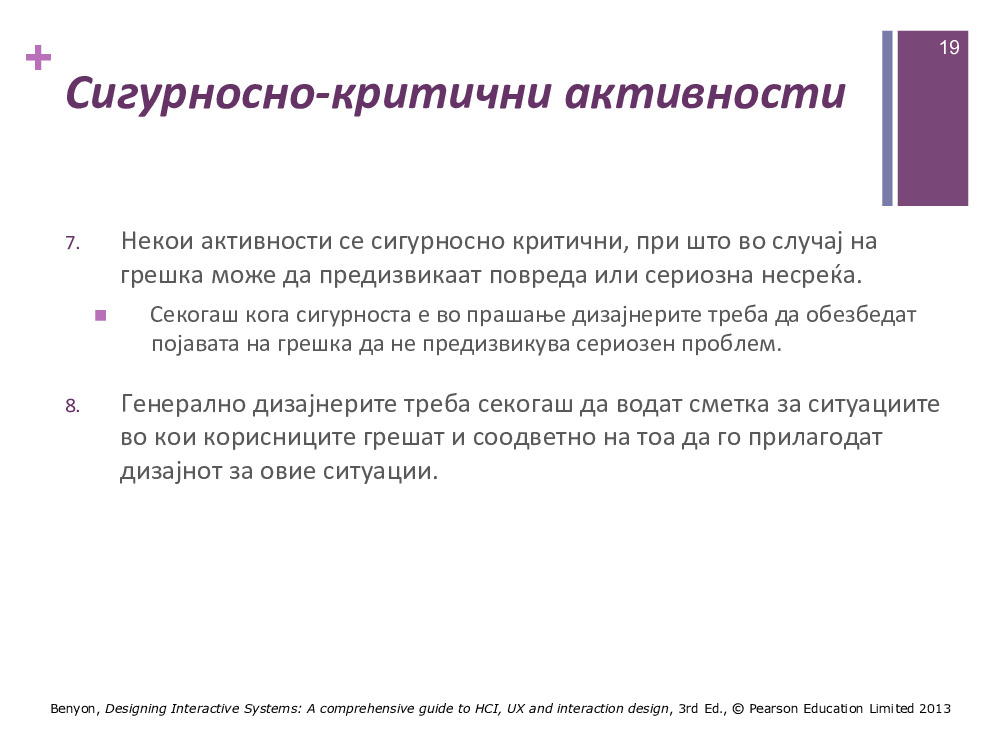 19
+
Сигурносно-критични активности
7. Некои активности се сигурносно критични, при што во случај на
грешка може да предизвикаат повреда или сериозна несреќа.
■ Секогаш кога сигурноста е во прашање дизајнерите треба да обезбедат
појавата на грешка да не предизвикува сериозен проблем.
8. Генерално дизајнерите треба секогаш да водат сметка за ситуациите
во кои корисниците грешат и соодветно на тоа да го прилагодат
дизајнот за овие ситуации.
Benyon, Designing Interactive Systems: A comprehensive guide to HCI, UX and interaction design, 3rd Ed., © Pearson Education Limited 2013